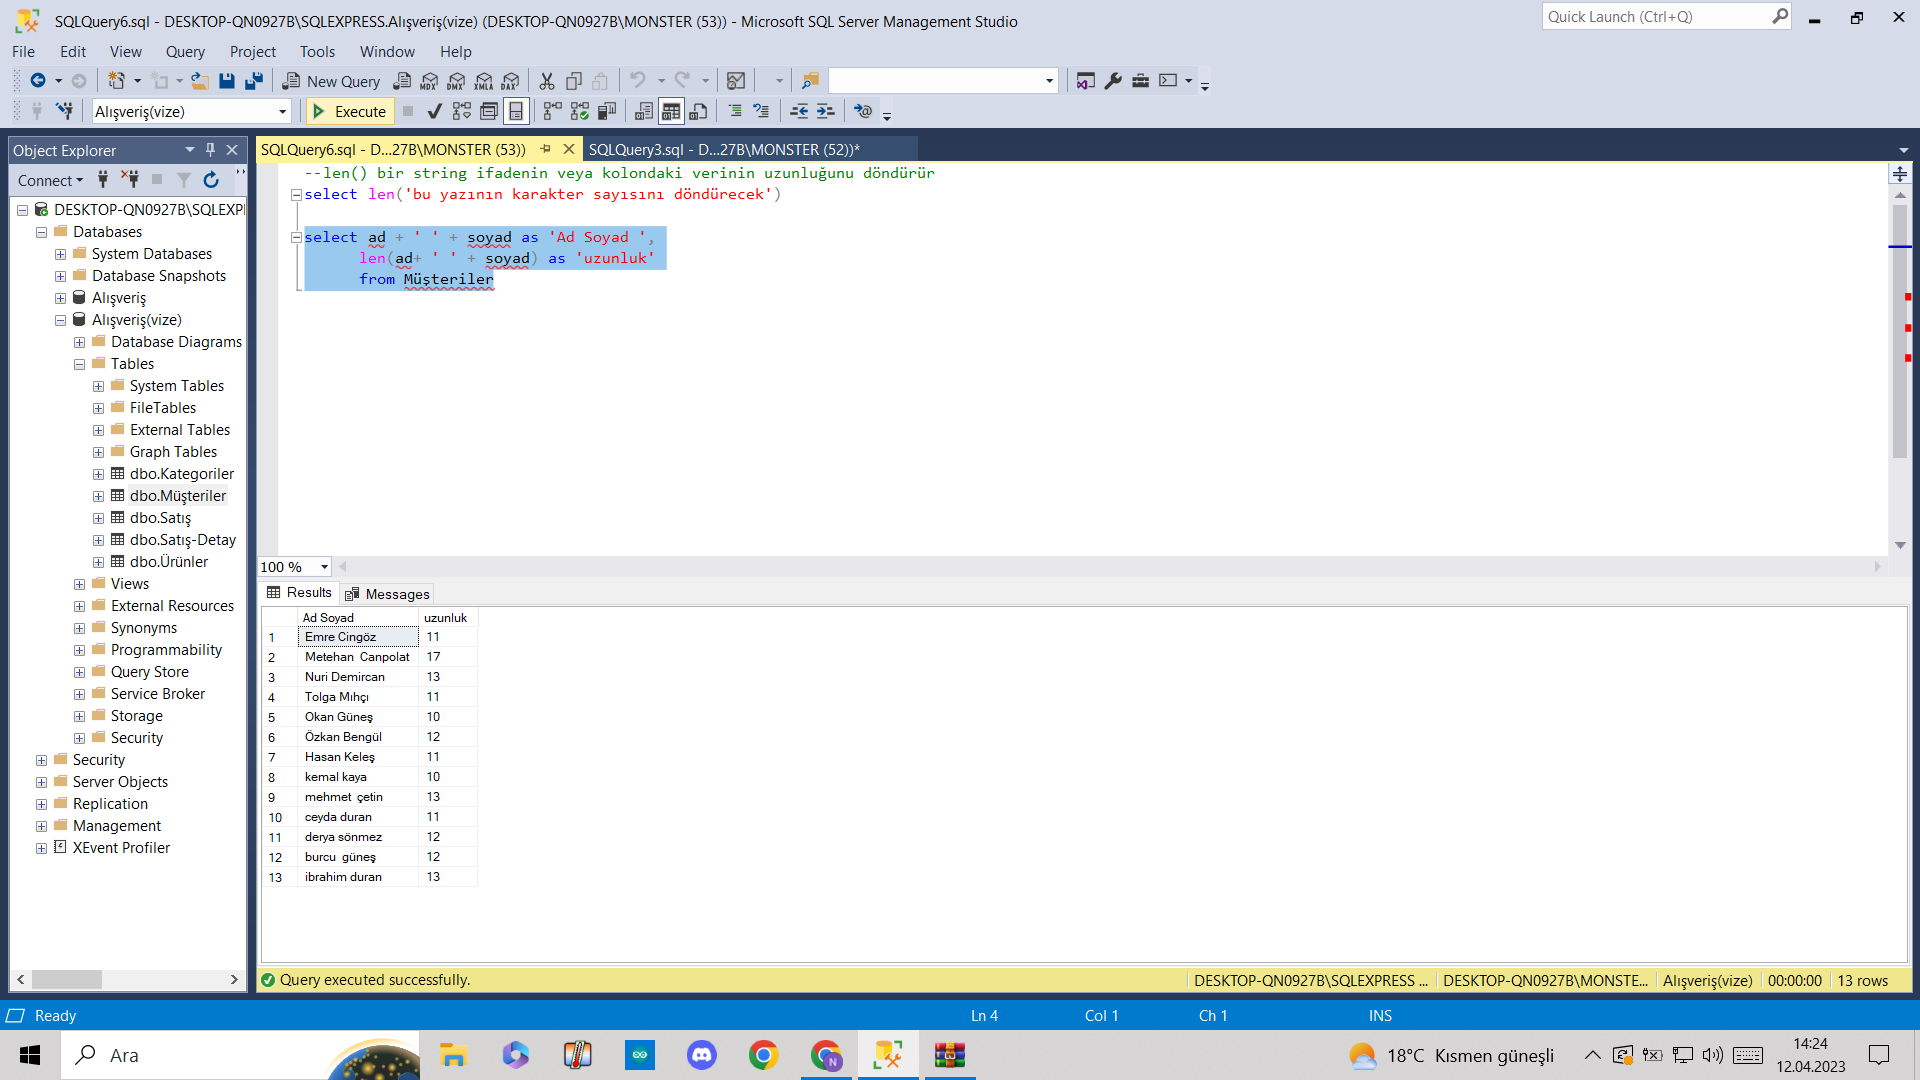 SQLQuery6.sql - DESKTOP-QN0927B\SQLEXPRESS.Alışveriş(vize) (DESKTOP-QN0927B\MONSTER (53)) - Microsoft SQL Server Management Studio
Quick Launch (Ctrl+Q)
File Edit View Query Project Tools Window Help
New Query MDX DMX XMLA DAX
Alışveriş(vize) Execute
Object Explorer
Connect
DESKTOP-QN0927B\SQLEXPI
Databases
System Databases
Database Snapshots
Alışveriş
Alışveriş(vize)
Database Diagrams
Tables
System Tables
FileTables
External Tables
Graph Tables
dbo.Kategoriler
dbo.Müşteriler
dbo.Satış
dbo.Satış-Detay
dbo.Ürünler
Views
External Resources
Synonyms
Programmability
Query Store
Service Broker
Storage
Security
Security
Server Objects
Replication
Management
XEvent Profiler
SQLQuery6.sql - D...27B\MONSTER (53)) SQLQuery3.sql - D...27B\MONSTER (52))*
--len() bir string ifadenin veya kolondaki verinin uzunluğunu döndürür
select len('bu yazının karakter sayısını döndürecek')
select ad + ' ' + soyad as 'Ad Soyad ',
len(ad+ ' ' + soyad) as 'uzunluk'
from Müşteriler
100 %
Results Messages
Ad Soyad uzunluk
1 Emre Cingöz 11
2 Metehan  Canpolat 17
3 Nuri Demircan 13
4 Tolga Mıhçı 11
5 Okan Güneş 10
6 Özkan Bengül 12
7 Hasan Keleş 11
8 kemal kaya 10
9 mehmet  çetin 13
10 ceyda duran 11
11 derya sönmez 12
12 burcu  güneş 12
13 ibrahim duran 13
Query executed successfully. DESKTOP-QN0927B\SQLEXPRESS ... DESKTOP-QN0927B\MONSTE... Alışveriş(vize) 00:00:00 13 rows
Ready Ln 4 Col 1 Ch 1 INS
Ara
18°C Kısmen güneşli
14:24
12.04.2023